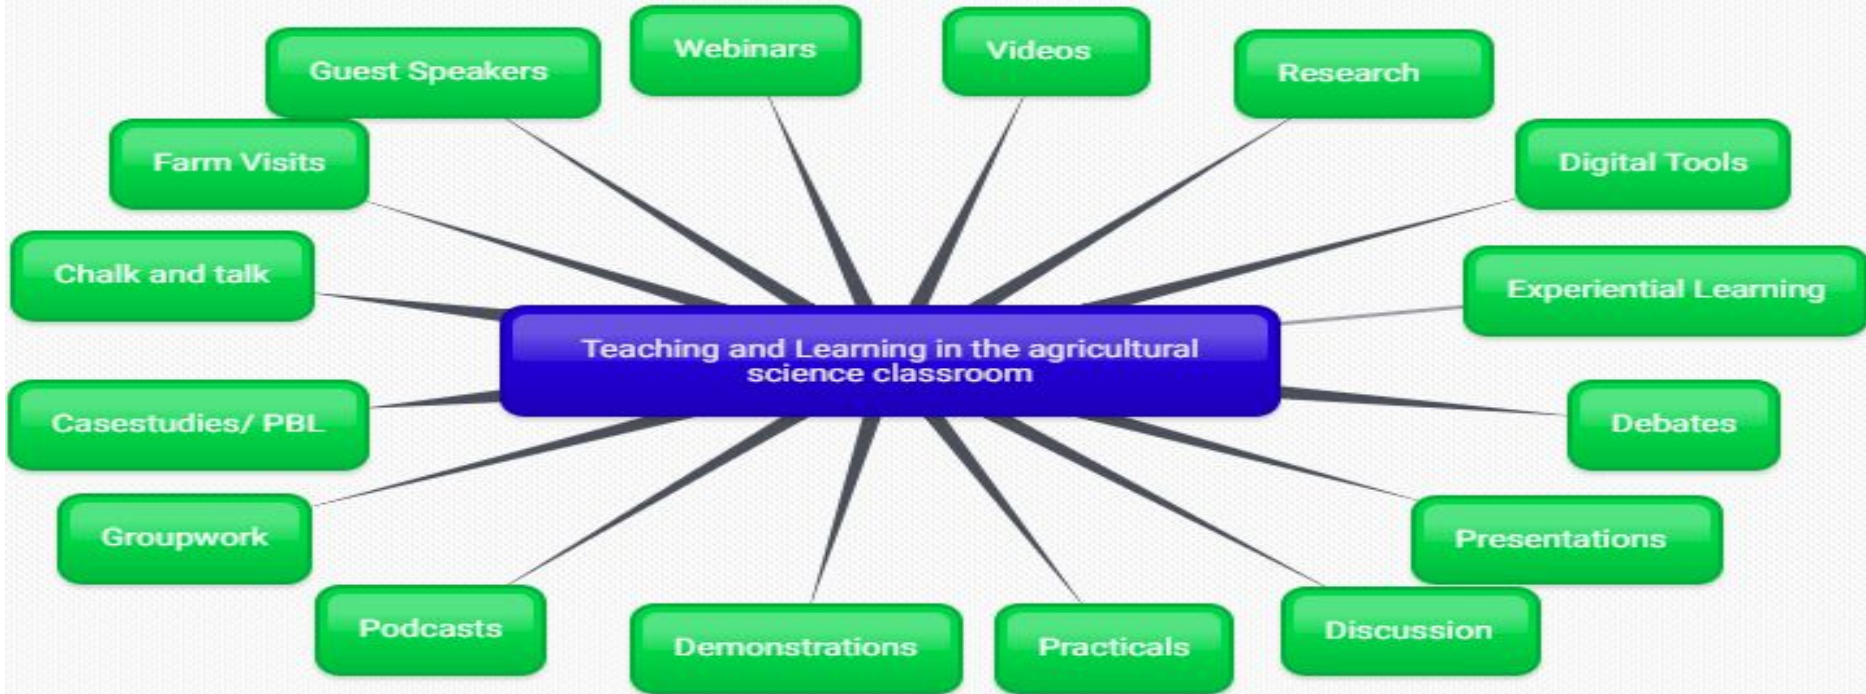 Webinars
Videos
Guest Speakers
Research
Farm Visits
Digital Tools
Chalk and talk
Experiential Learning
Teaching and Learning in the agricultural
science classroom
Casestudies/ PBL
Debates
Groupwork
Presentations
Podcasts
Discussion
Demonstrations
Practicals